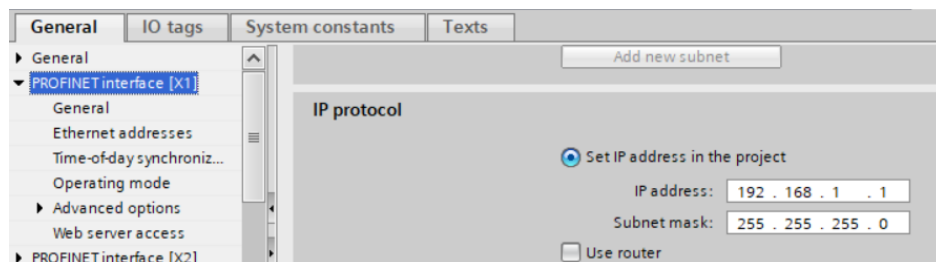 General IO tags System constants Texts
General
PROFINET interface [X1]
General
Ethernet addresses
Time-of-day synchroniz...
Operating mode
Advanced options
Web server access
PROFINET interface [X2]
Add new subnet
IP protocol
Set IP address in the project
IP address: 192 . 168 . 1 . 1
Subnet mask: 255 . 255 . 255 . 0
Use router